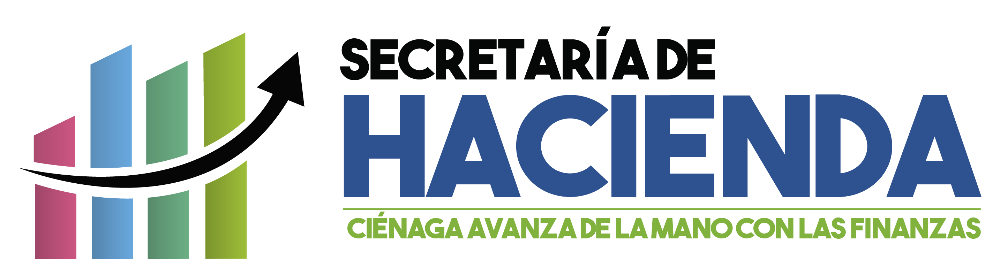 SECRETARÍA DE
HACIENDA
CIÉNAGA AVANZA DE LA MANO CON LAS FINANZAS